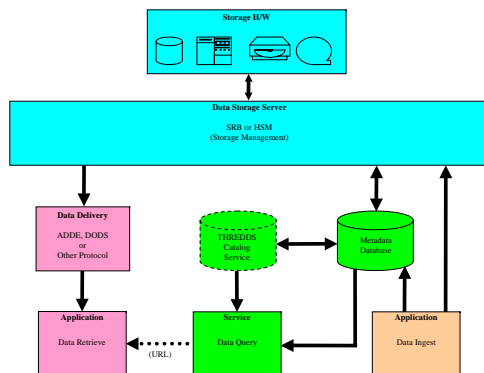 Storage H/W
Data Storage Server
SRB or HSM
(Storage Management)
Data Delivery
ADDE, DODS
or
Other Protocol
THREDDS
Catalog
Service
Metadata
Database
Application
Data Retrieve
(URL)
Service
Data Query
Application
Data Ingest